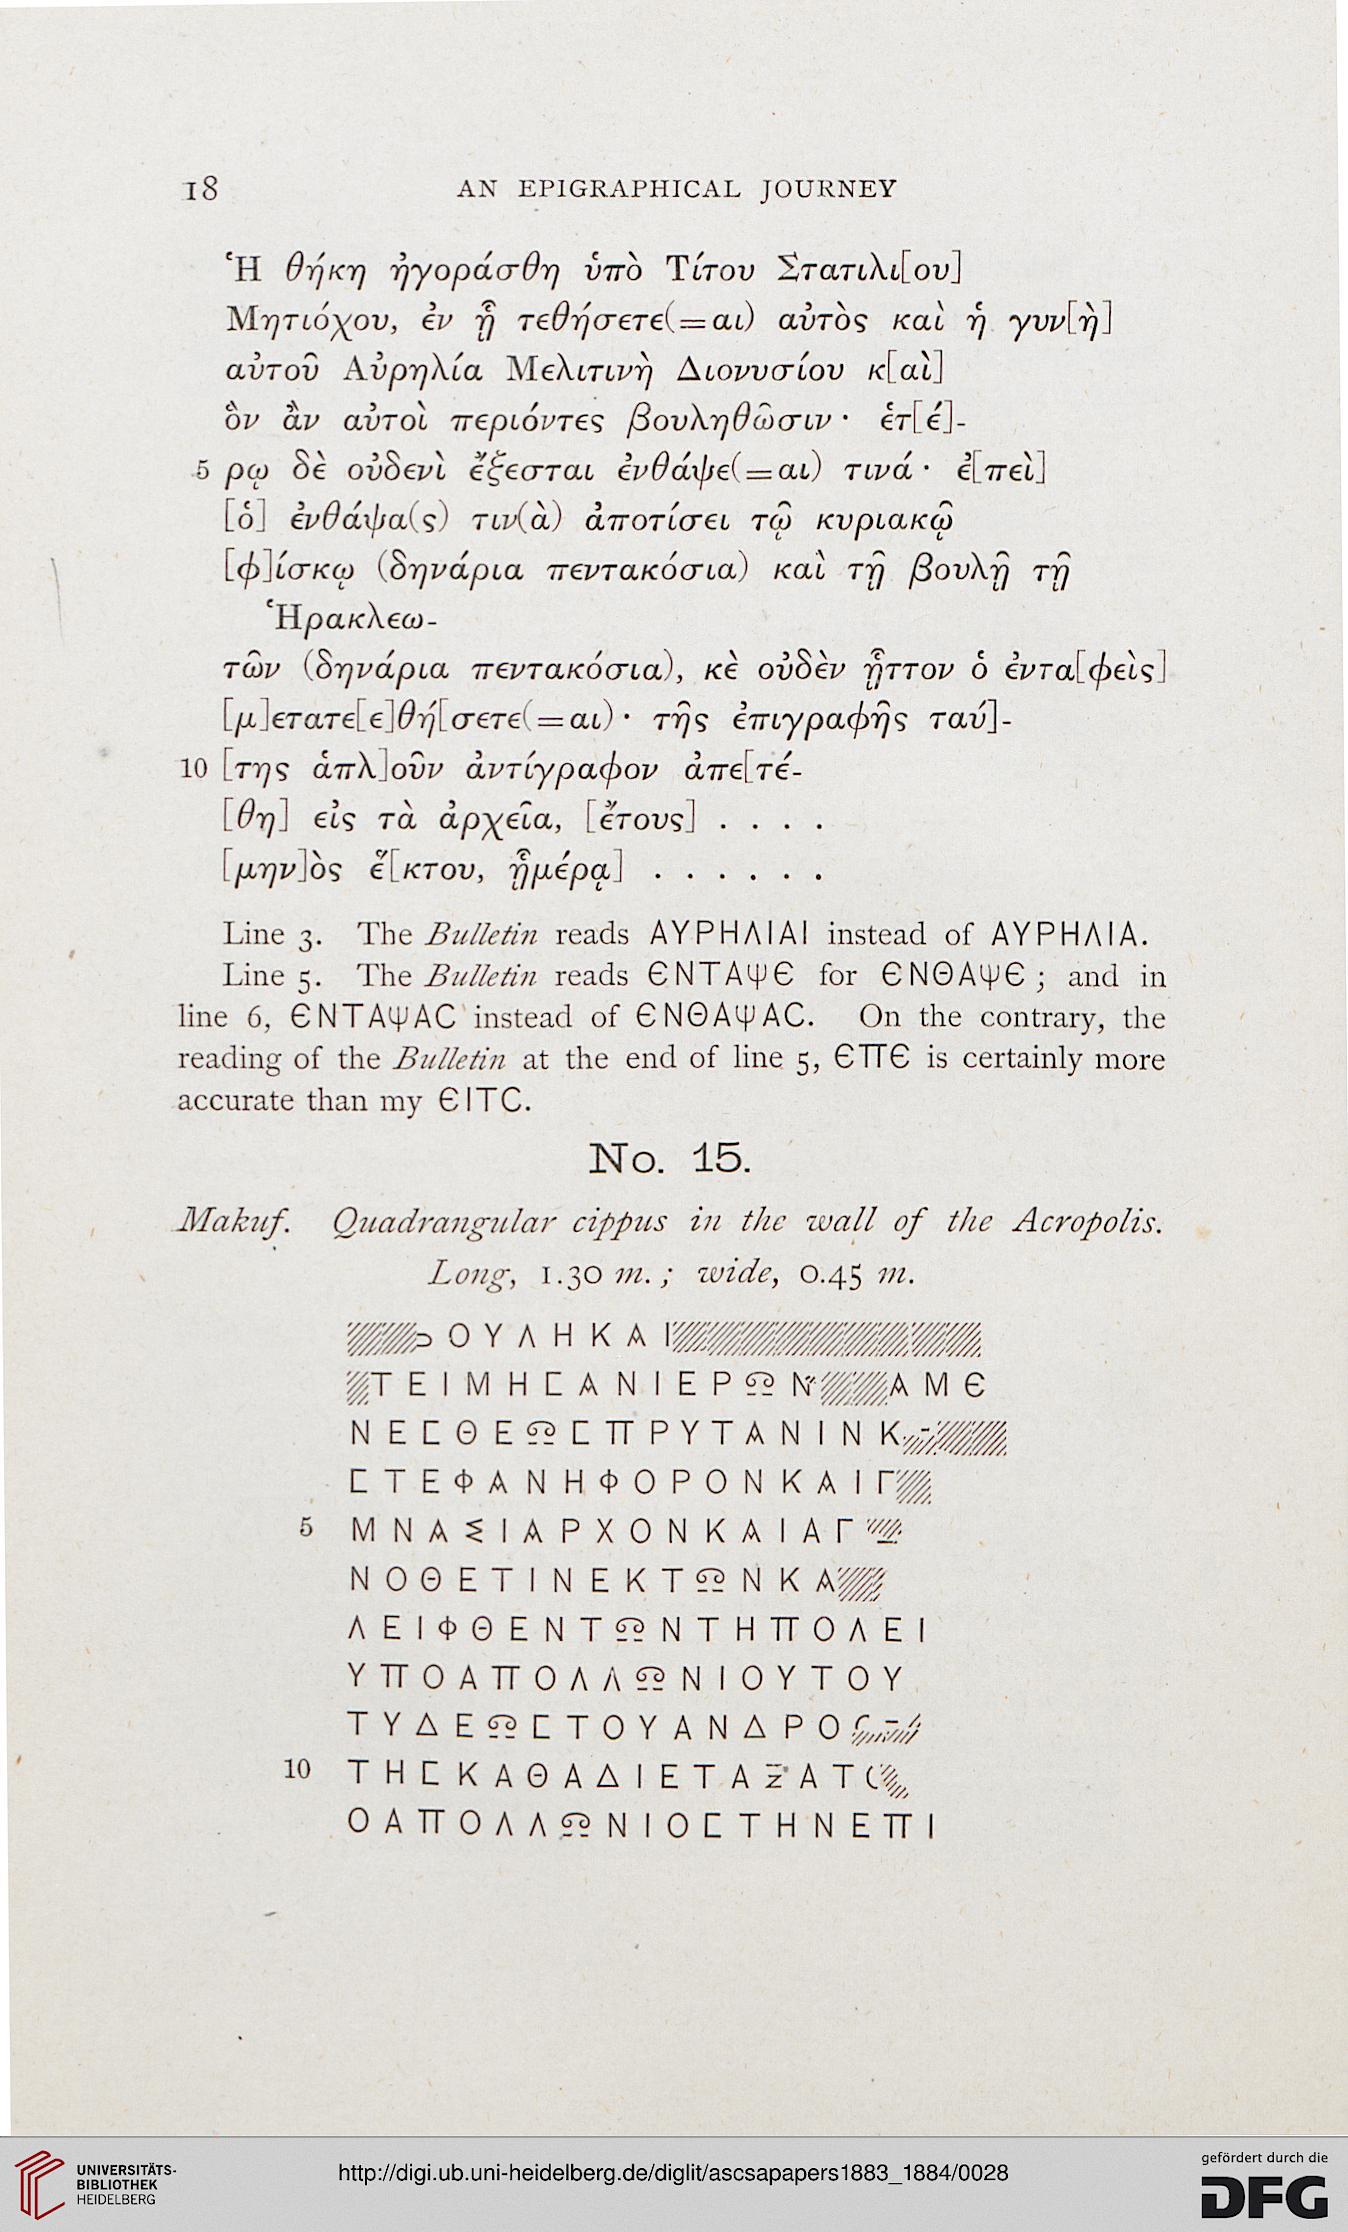 18 AN EPIGRAPHICAL JOURNEY
Ἡ θήκη ἠγοράσθη ὑπὸ Τίτου Στατιλι[ου]
Μητιόχου, ἐν ᾗ τεθήσετε(=αι) αὐτὸς καὶ ἡ γυν[ὴ]
αὐτοῦ Αὐρηλία Μελιτινὴ Διονυσίου κ[αὶ]
ὃν ἂν αὐτοὶ περιόντες βουληθῶσιν· ἑτ[έ]-
5 ρῳ δὲ οὐδενὶ ἔξεσται ἐνθάψε(=αι) τινά· ἐ[πεὶ]
[ὁ] ἐνθάψα(ς) τιν(ὰ) ἀποτίσει τῷ κυριακῷ
[φ]ίσκῳ (δηνάρια πεντακόσια) καὶ τῇ βουλῇ τῇ
Ἡρακλεω-
τῶν (δηνάρια πεντακόσια), κὲ οὐδὲν ᾗττον ὁ ἐντα[φεὶς]
[μ]ετατε[ε]θή[σετε(=αι)· τῆς ἐπιγραφῆς ταύ]-
10 [της ἁπλ]οῦν ἀντίγραφον ἀπε[τέ-
[θη] εἰς τὰ ἀρχεῖα, [ἔτους] . . . .
[μην]ὸς ἕ[κτου, ᾗμέρᾳ] . . . . . .
Line 3. The Bulletin reads ΑΥΡΗΛΙΑΙ instead of ΑΥΡΗΛΙΑ.
Line 5. The Bulletin reads ЄΝΤΑΨЄ for ЄΝΘΑΨЄ; and in
line 6, ЄΝΤΑΨΑϹ instead of ЄΝΘΑΨΑϹ. On the contrary, the
reading of the Bulletin at the end of line 5, ЄΠЄ is certainly more
accurate than my ЄΙΤϹ.
No. 15.
Makuf. Quadrangular cippus in the wall of the Acropolis.
Long, 1.30 m.; wide, 0.45 m.
ΟΥΛΗΚΑΙ
ΤΕΙΜΗΣΑΝΙΕΡΩΝ ΑΜЄ
ΝΕΣΘΕΩΣΠΡΥΤΑΝΙΝΚ
ΣΤΕΦΑΝΗΦΟΡΟΝΚΑΙΓ
5 ΜΝΑΣΙΑΡΧΟΝΚΑΙΑΓ
ΝΟΘΕΤΙΝΕΚΤΩΝΚΑ
ΛΕΙΦΘΕΝΤΩΝΤΗΠΟΛΕΙ
ΥΠΟΑΠΟΛΛΩΝΙΟΥΤΟΥ
ΤΥΔΕΩΣΤΟΥΑΝΔΡΟ
10 ΤΗΣΚΑΘΑΔΙΕΤΑΞΑΤ
ΟΑΠΟΛΛΩΝΙΟΣΤΗΝΕΠΙ
UNIVERSITÄTS-
BIBLIOTHEK
HEIDELBERG
http://digi.ub.uni-heidelberg.de/diglit/ascsapapers1883_1884/0028
gefördert durch die
DFG